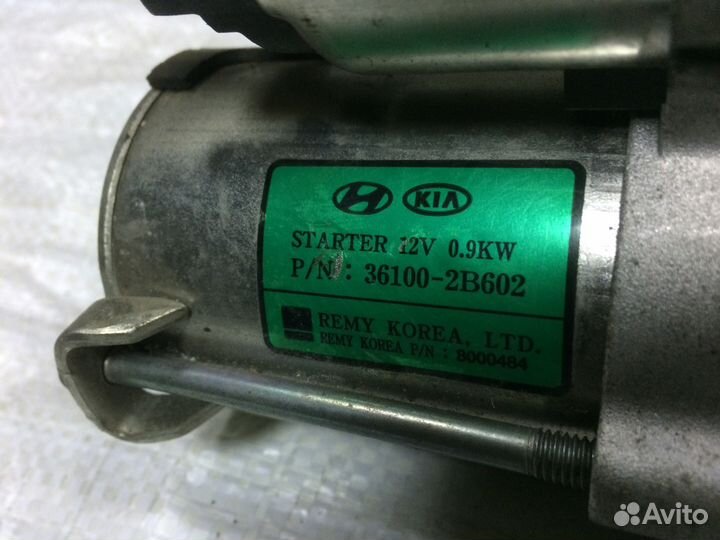 KIA
STARTER 12V 0.9KW
P/N : 36100-2B602
REMY KOREA, LTD.
REMY KOREA P/N : 8000484
Avito